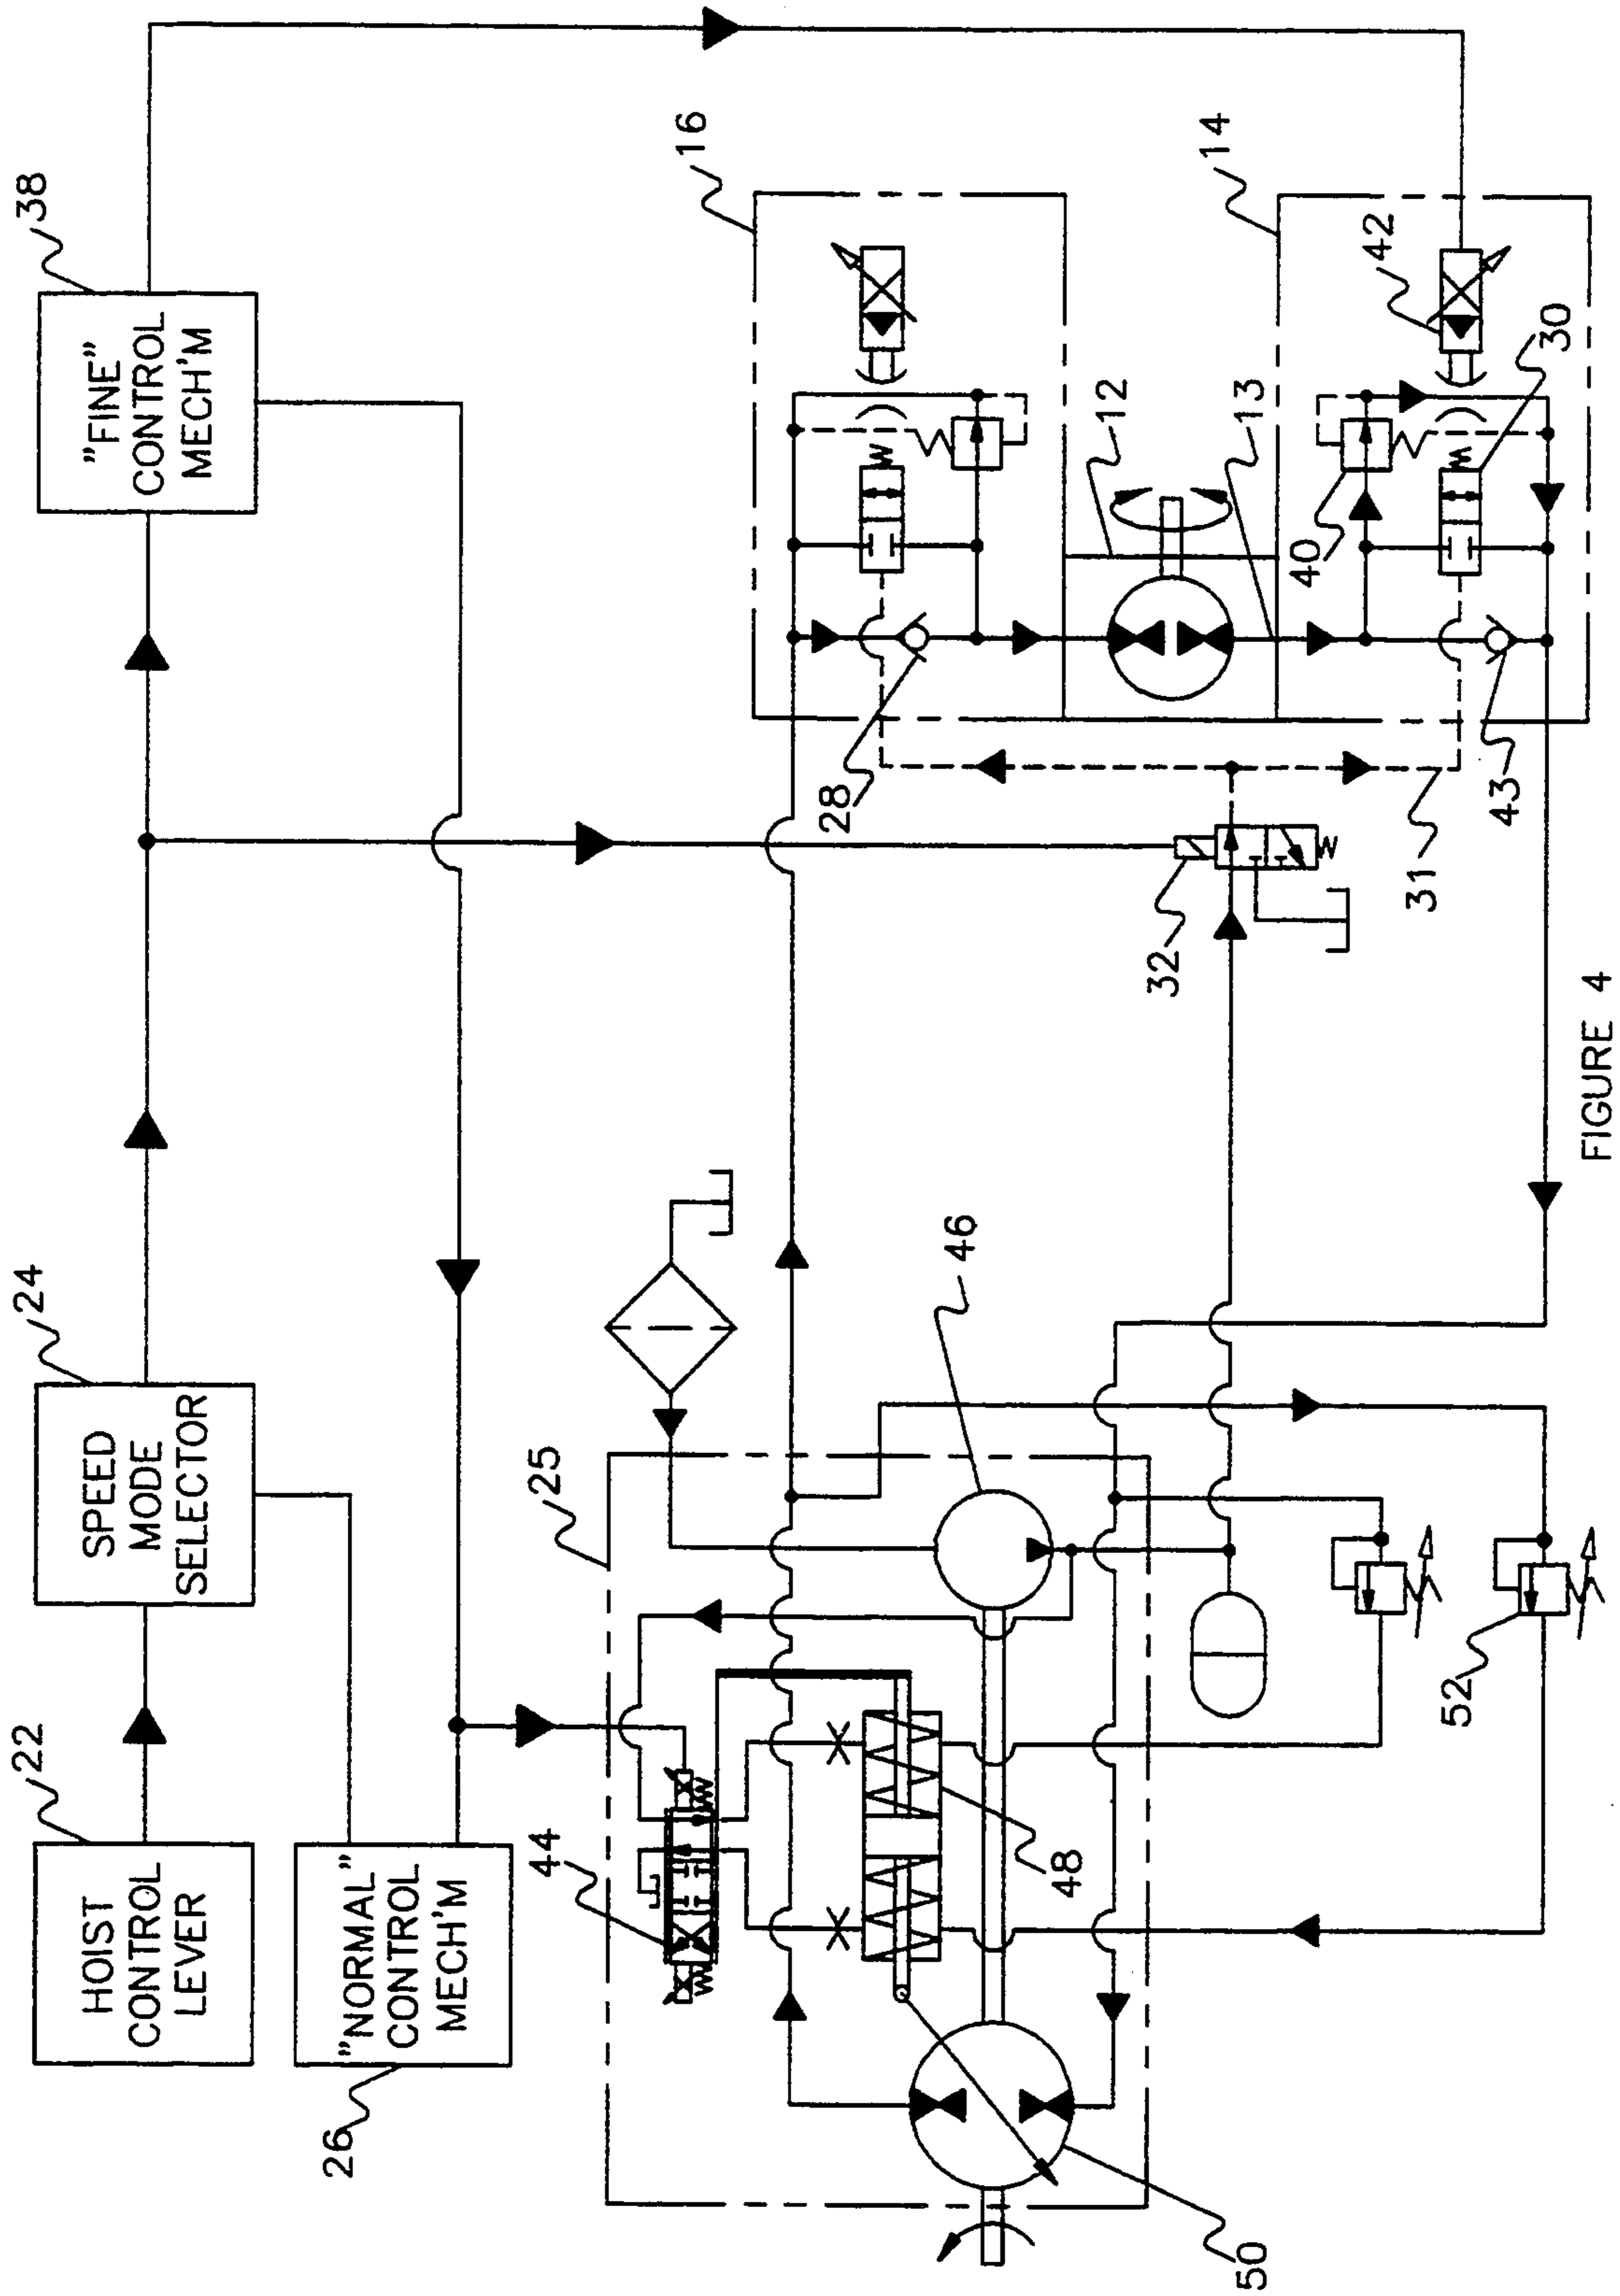 HOIST
CONTROL
LEVER
22
SPEED
MODE
SELECTOR
24
"FINE"
CONTROL
MECH'M
38
"NORMAL"
CONTROL
MECH'M
26
44
25
48
50
46
52
32
31
28
43
16
12
13
14
40
42
30
FIGURE 4